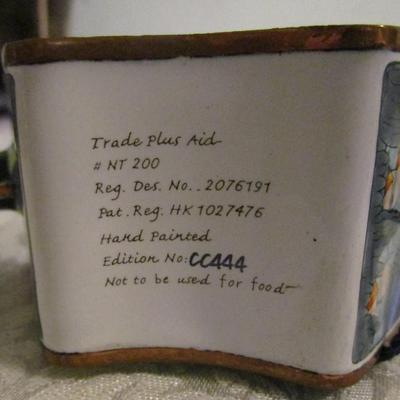 Trade Plus Aid
# NT 200
Reg. Des. No.. 2076191
Pat. Reg. HK 1027476
Hand Painted
Edition No: CC444
Not to be used for food